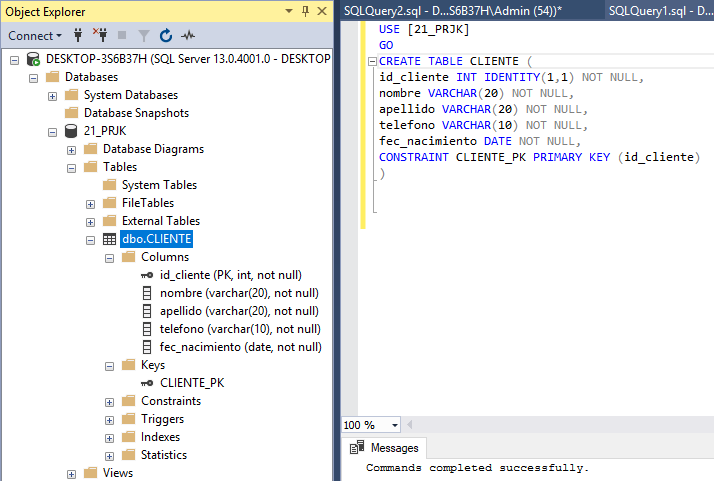 Object Explorer
Connect
DESKTOP-3S6B37H (SQL Server 13.0.4001.0 - DESKTOP
Databases
System Databases
Database Snapshots
21_PRJK
Database Diagrams
Tables
System Tables
FileTables
External Tables
dbo.CLIENTE
Columns
id_cliente (PK, int, not null)
nombre (varchar(20), not null)
apellido (varchar(20), not null)
telefono (varchar(10), not null)
fec_nacimiento (date, not null)
Keys
CLIENTE_PK
Constraints
Triggers
Indexes
Statistics
Views
SQLQuery2.sql - D...S6B37H\Admin (54))*
SQLQuery1.sql - D...
USE [21_PRJK]
GO
CREATE TABLE CLIENTE (
id_cliente INT IDENTITY(1,1) NOT NULL,
nombre VARCHAR(20) NOT NULL,
apellido VARCHAR(20) NOT NULL,
telefono VARCHAR(10) NOT NULL,
fec_nacimiento DATE NOT NULL,
CONSTRAINT CLIENTE_PK PRIMARY KEY (id_cliente)
)
100 %
Messages
Commands completed successfully.